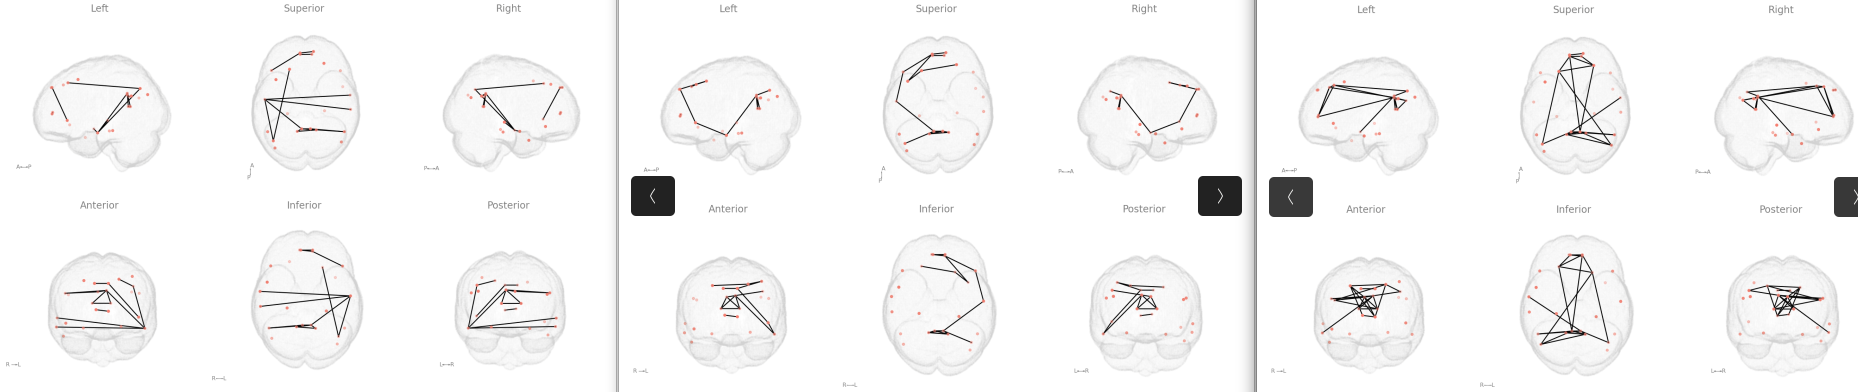 Left Superior Right Left Superior Right Left Superior Right
A←→P A P P←→A A←→P A P P←→A A←→P A P P←→A
Anterior Inferior Posterior Anterior Inferior Posterior Anterior Inferior Posterior
R←→L R←→L L←→R R←→L R←→L L←→R R←→L R←→L L←→R